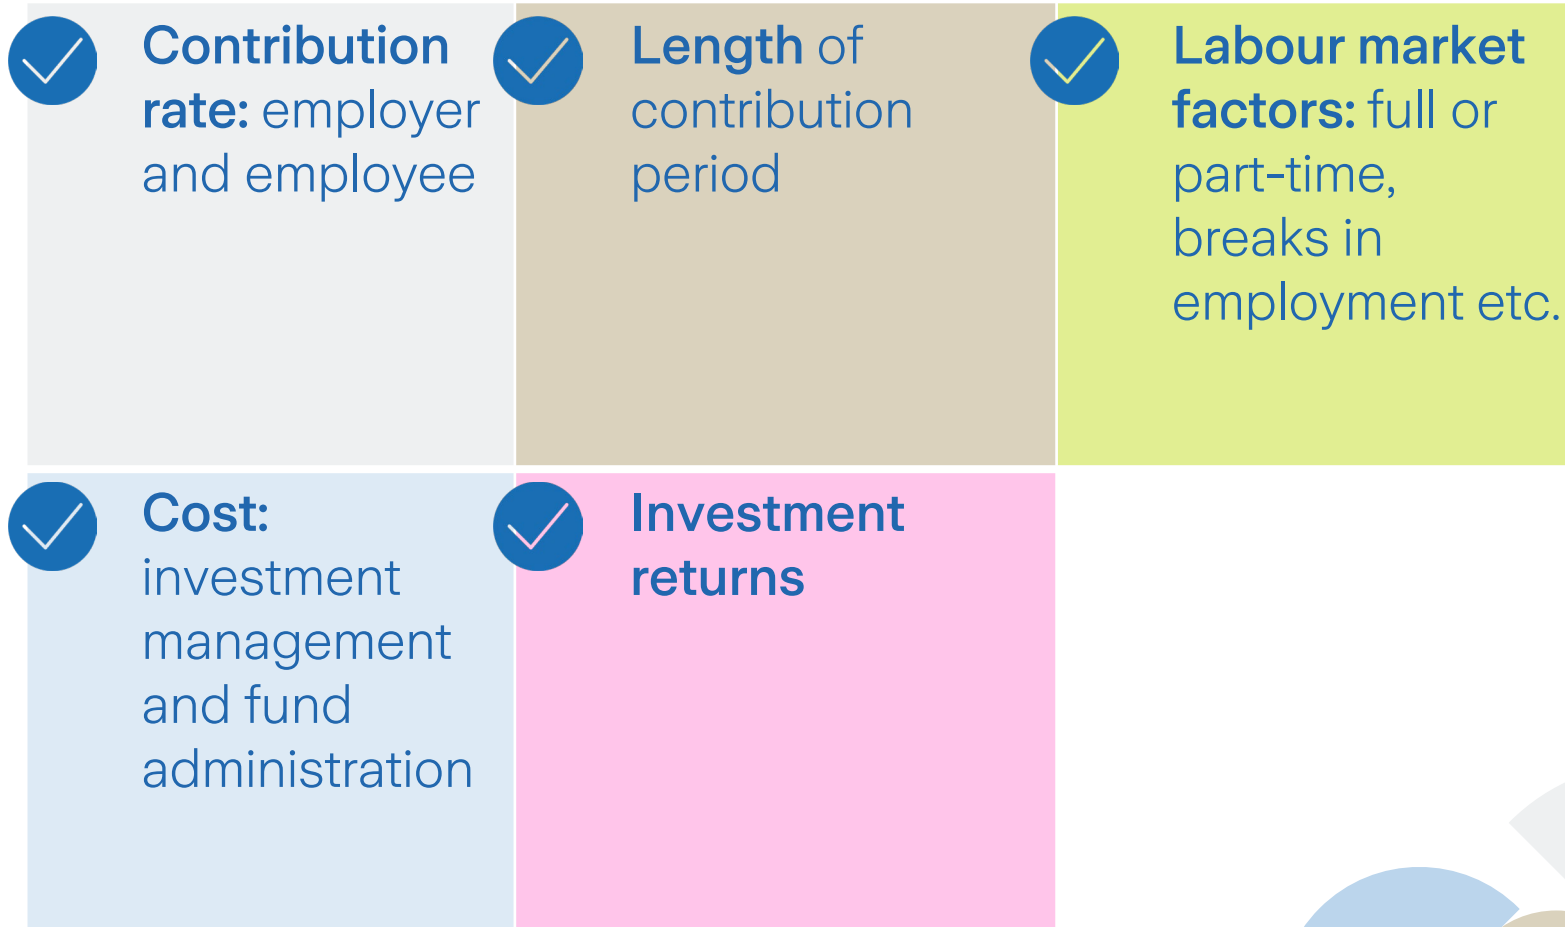 Contribution
rate: employer
and employee
Length of
contribution
period
Labour market
factors: full or
part-time,
breaks in
employment etc.
Cost:
investment
management
and fund
administration
Investment
returns